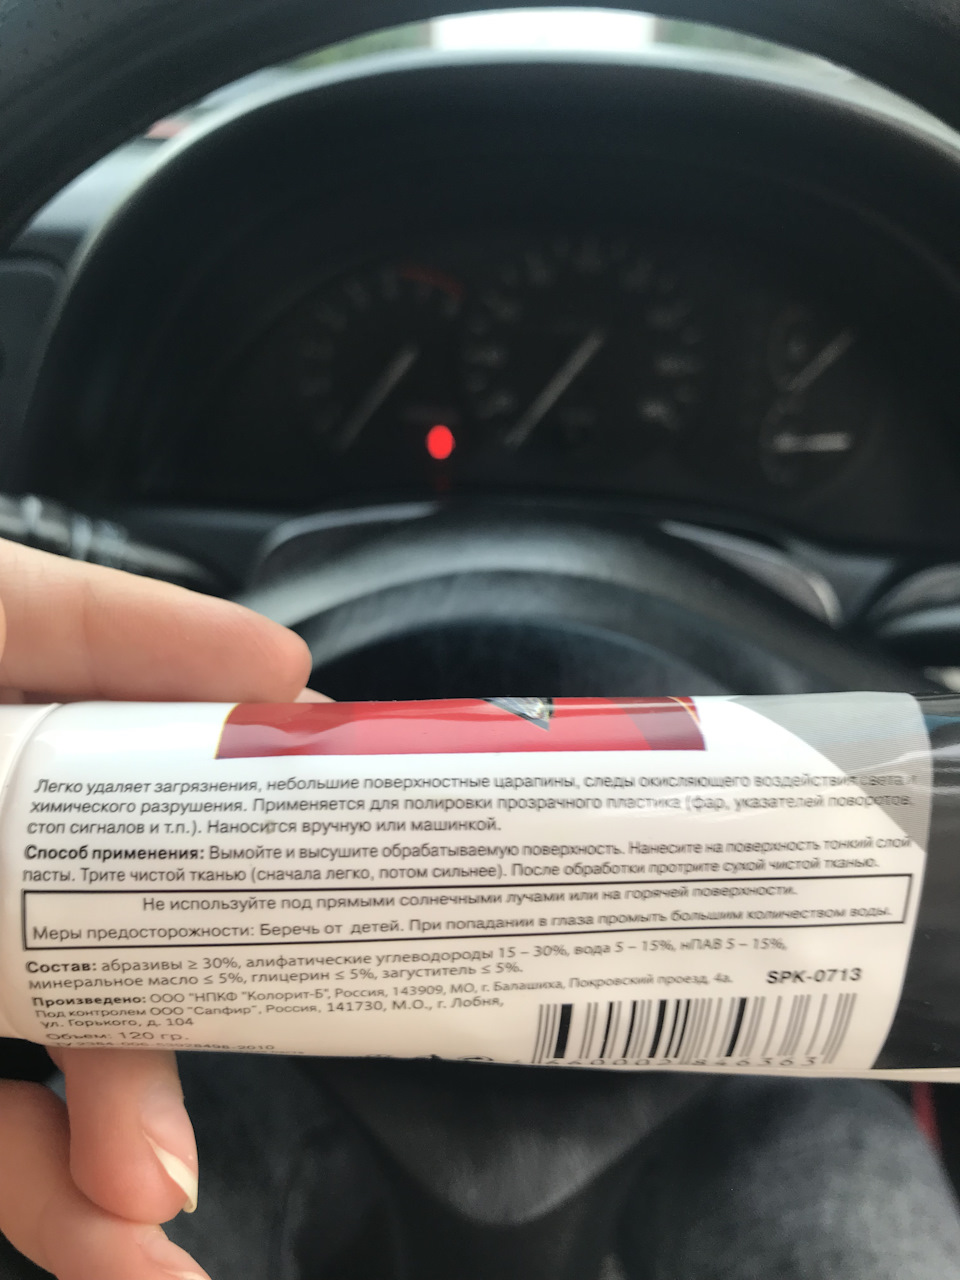 Легко удаляет загрязнения, небольшие поверхностные царапины, следы окисляющего воздействия света,
химического разрушения. Применяется для полировки прозрачного пластика (фар, указателей поворотов,
стоп сигналов и т.п.). Наносится вручную или машинкой.
Способ применения: Вымойте и высушите обрабатываемую поверхность. Нанесите на поверхность тонкий слой
пасты. Трите чистой тканью (сначала легко, потом сильнее). После обработки протрите сухой чистой тканью.
Не используйте под прямыми солнечными лучами или на горячей поверхности.
Меры предосторожности: Беречь от детей. При попадании в глаза промыть большим количеством воды.
Состав: абразивы ≥ 30%, алифатические углеводороды 15 – 30%, вода 5 – 15%, нПАВ 5 – 15%,
минеральное масло ≤ 5%, глицерин ≤ 5%, загуститель ≤ 5%.
Произведено: ООО "НПКФ "Колорит-Б", Россия, 143909, МО, г. Балашиха, Покровский проезд, 4а.
SPK-0713
Под контролем ООО "Сапфир", Россия, 141730, М.О., г. Лобня,
ул. Горького, д. 104
Объем: 120 гр.